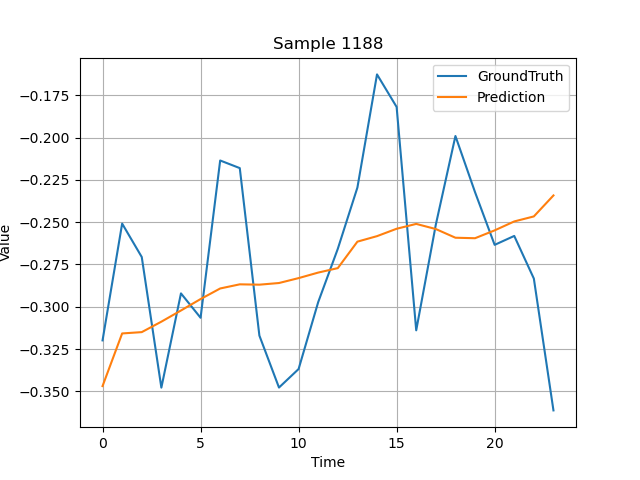 Sample 1188
GroundTruth
Prediction
−0.175
−0.200
−0.225
−0.250
−0.275
−0.300
−0.325
−0.350
Value
0 5 10 15 20
Time